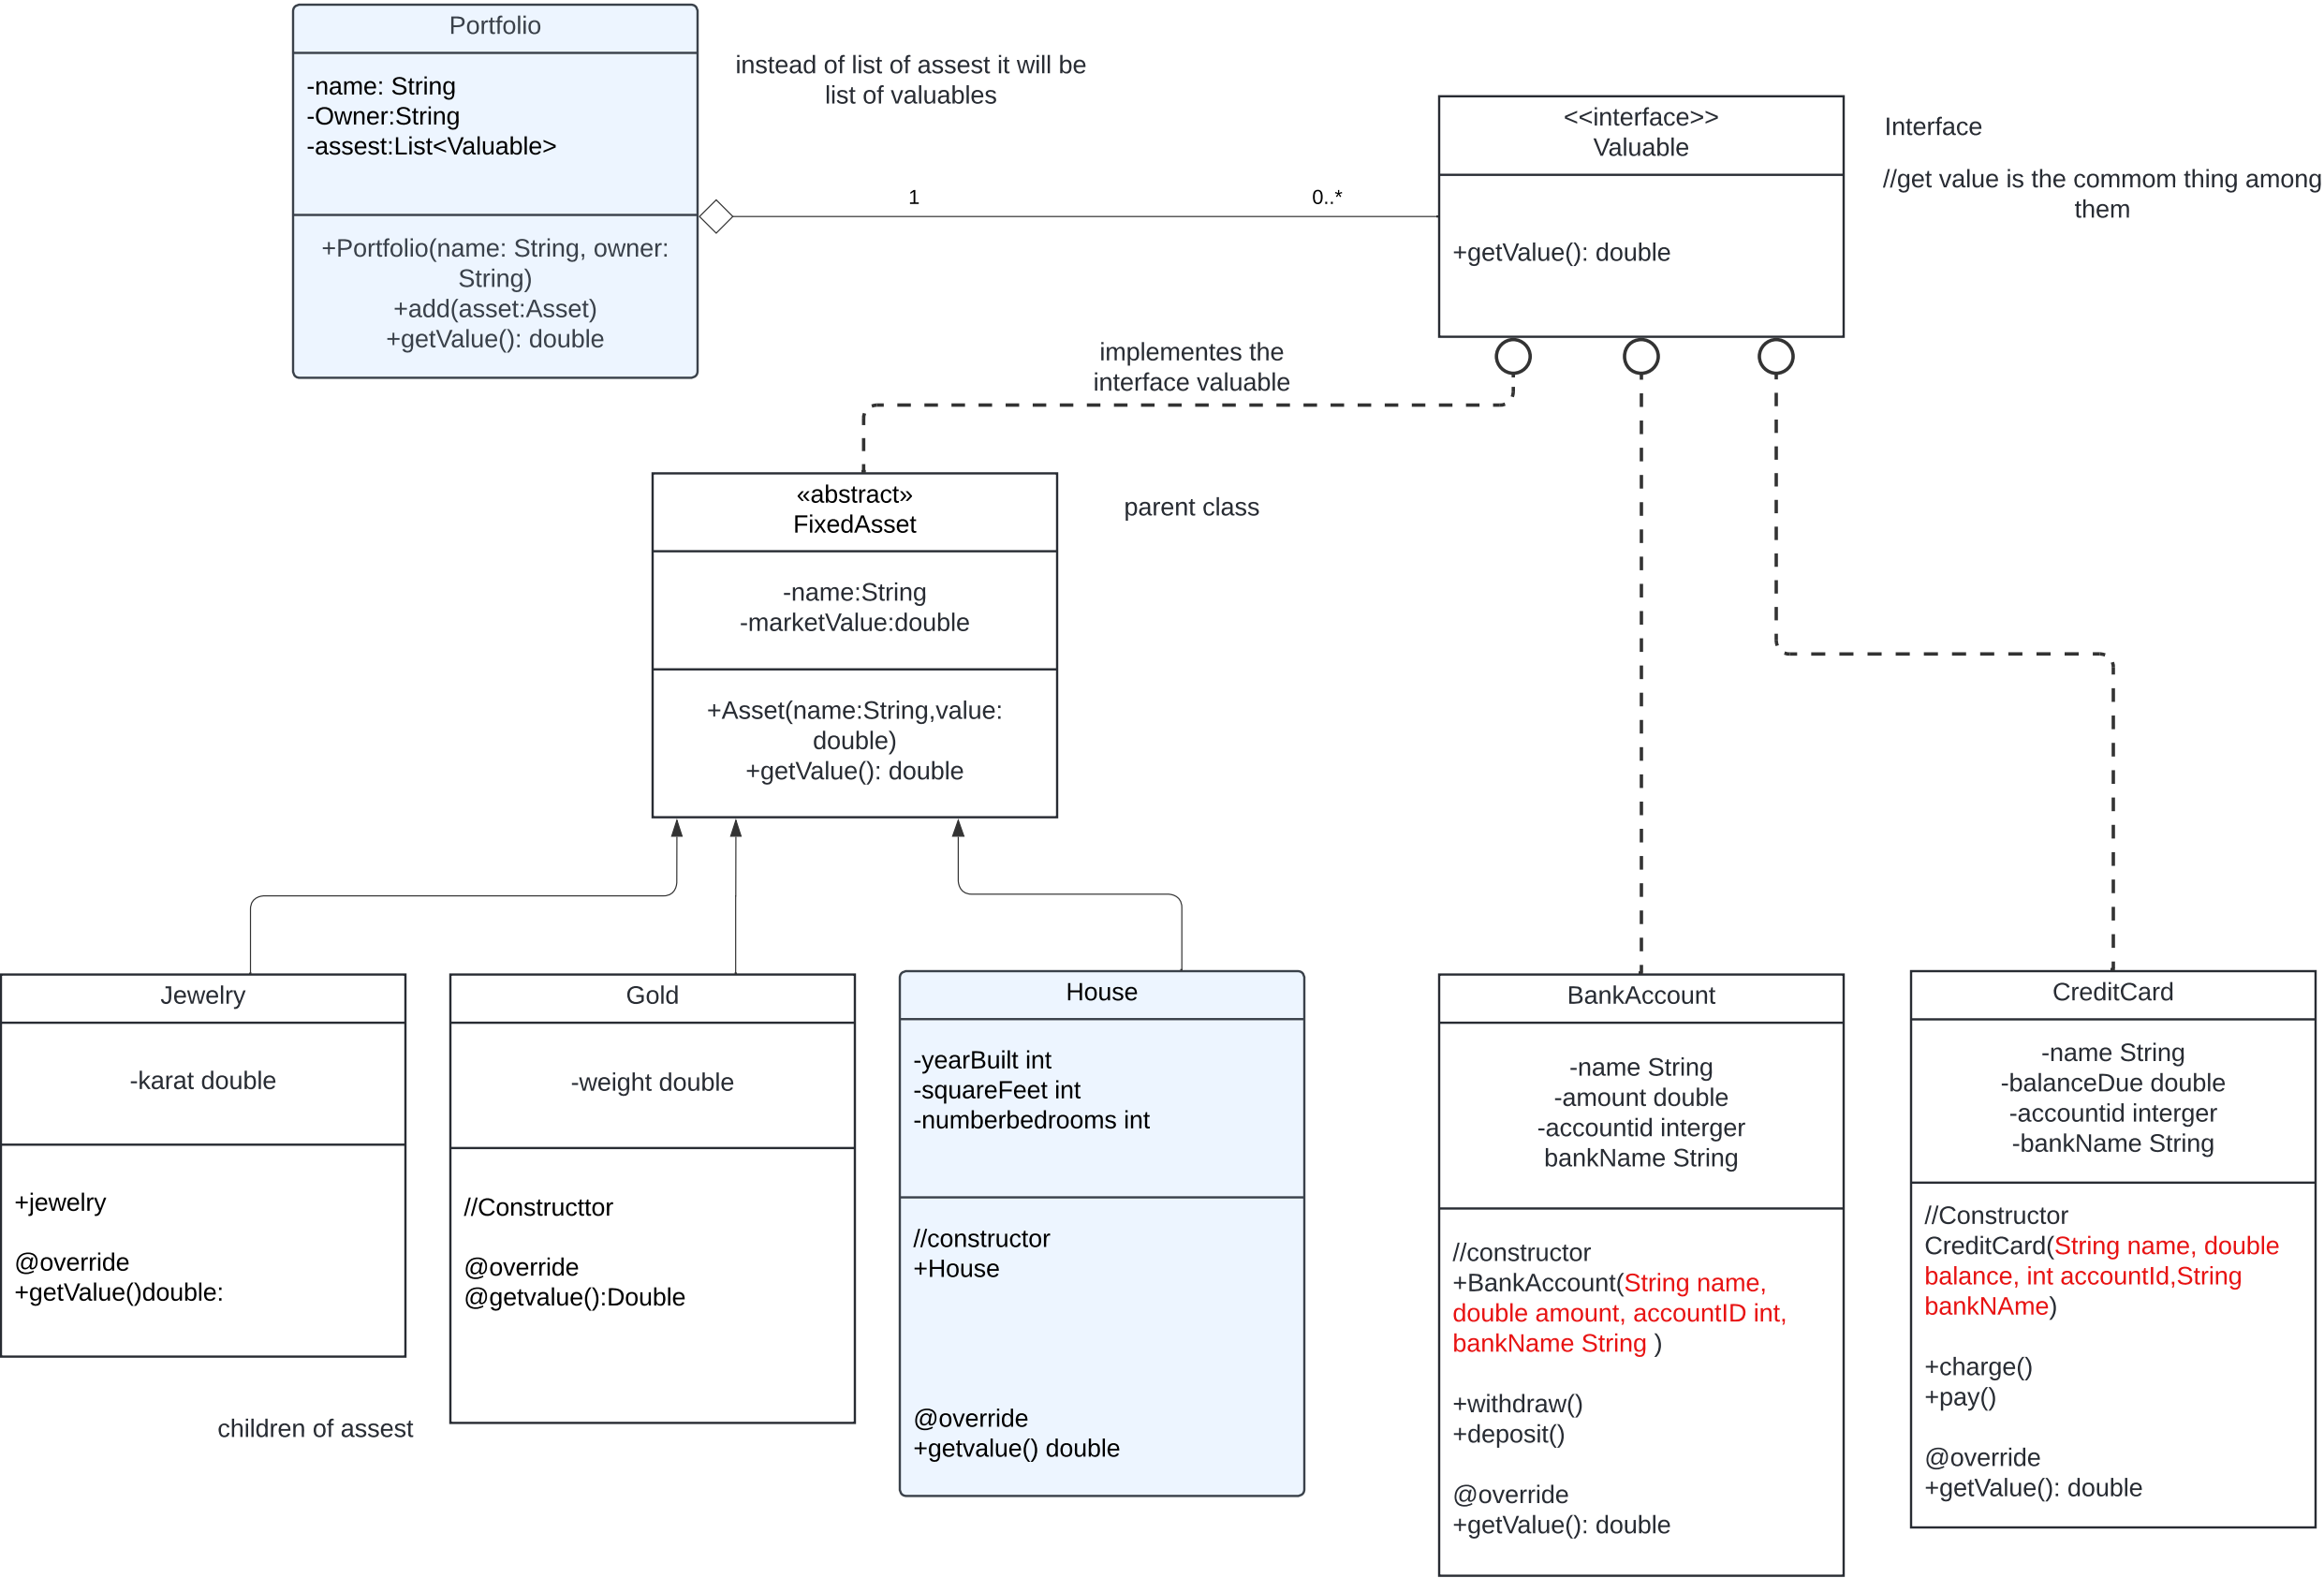 Portfolio
-name: String
-Owner:String
-assest:List<Valuable>
+Portfolio(name: String, owner:
String)
+add(asset:Asset)
+getValue(): double
instead of list of assest it will be
list of valuables
1
0..*
<<interface>>
Valuable
+getValue(): double
Interface
//get value is the commom thing among
them
implementes the
interface valuable
«abstract»
FixedAsset
-name:String
-marketValue:double
+Asset(name:String,value:
double)
+getValue(): double
parent class
Jewelry
-karat double
+jewelry
@override
+getValue()double:
children of assest
Gold
-weight double
//Constructtor
@override
@getvalue():Double
House
-yearBuilt int
-squareFeet int
-numberbedrooms int
//constructor
+House
@override
+getvalue() double
BankAccount
-name String
-amount double
-accountid interger
bankName String
//constructor
+BankAccount(String name,
double amount, accountID int,
bankName String )
+withdraw()
+deposit()
@override
+getValue(): double
CreditCard
-name String
-balanceDue double
-accountid interger
-bankName String
//Constructor
CreditCard(String name, double
balance, int accountId,String
bankNAme)
+charge()
+pay()
@override
+getValue(): double